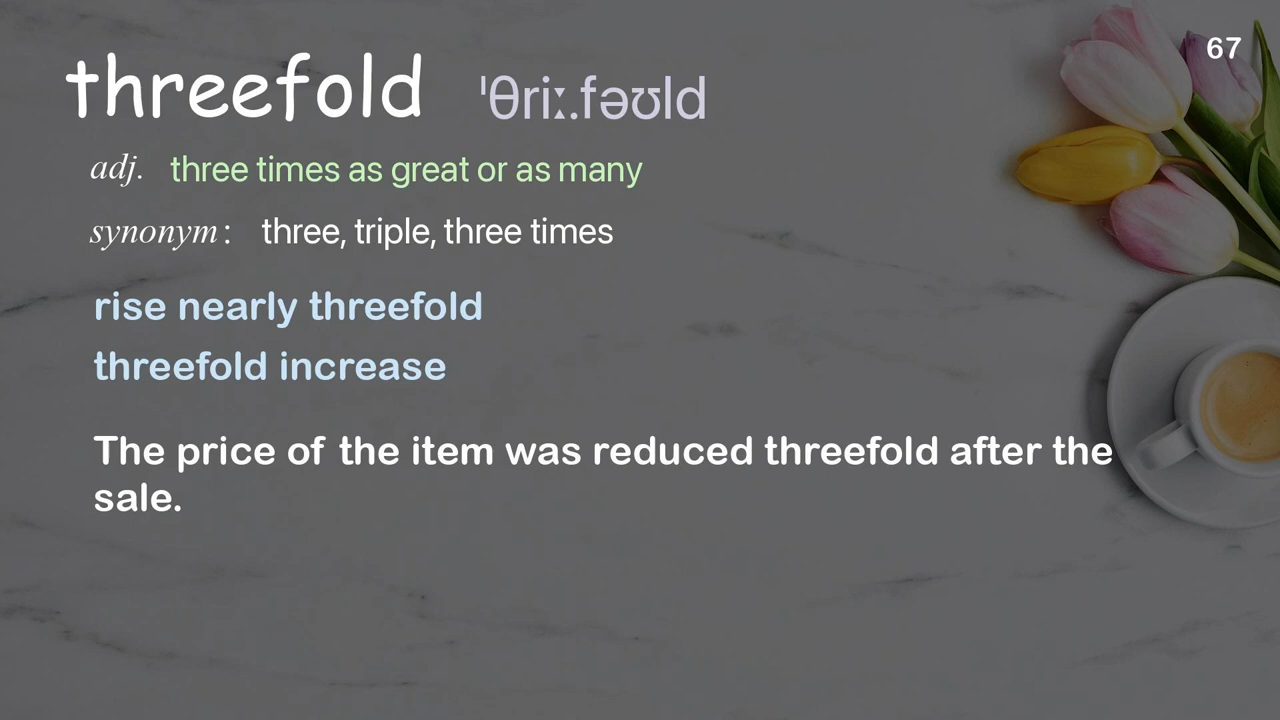 67
threefold ˈθriː.fəʊld
adj. three times as great or as many
synonym : three, triple, three times
rise nearly threefold
threefold increase
The price of the item was reduced threefold after the
sale.